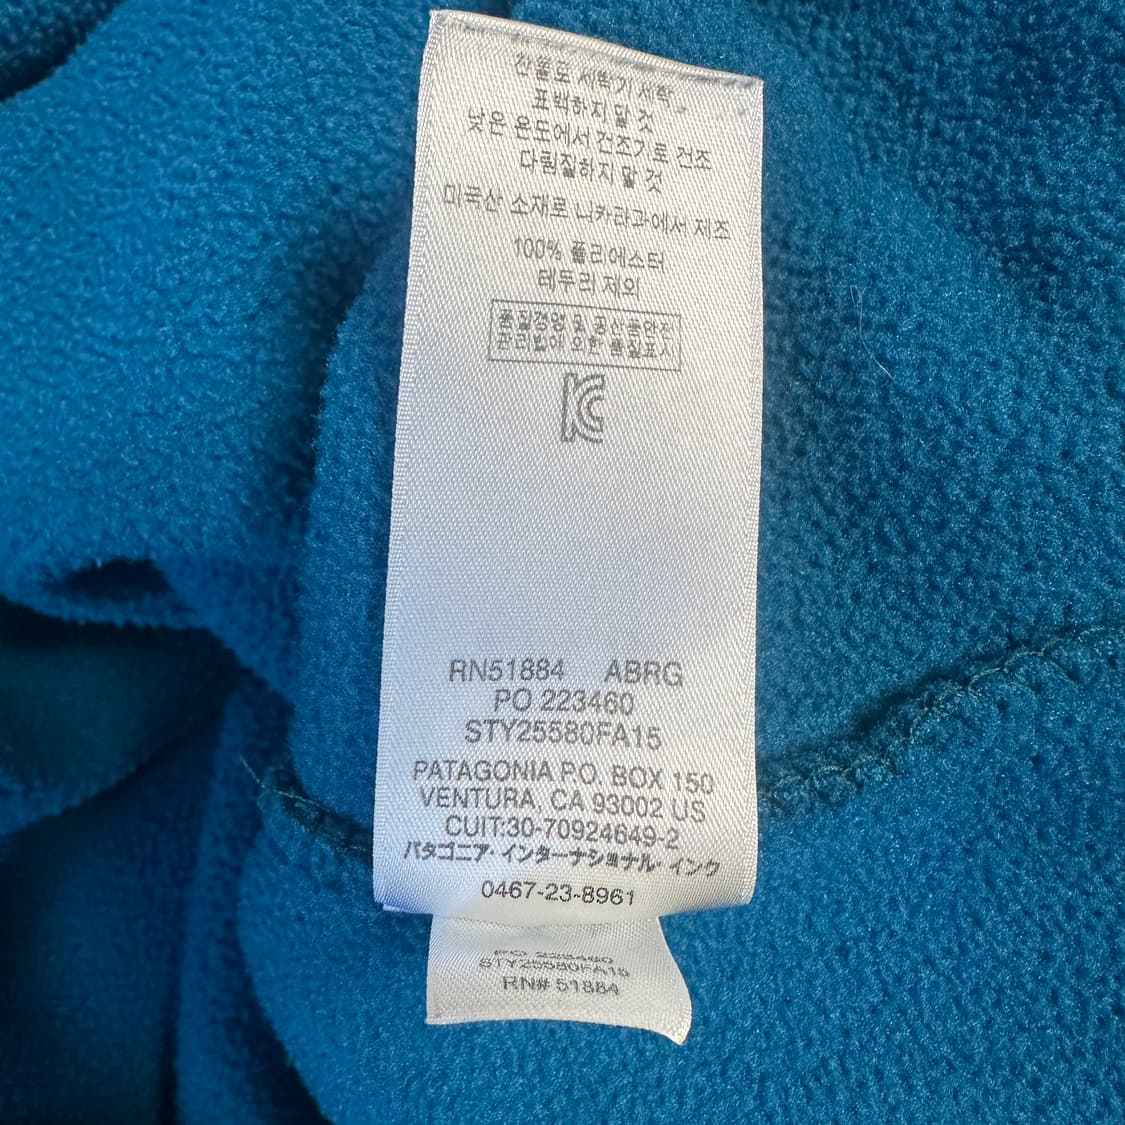 찬물로 세탁기 세탁
표백하지 말 것
낮은 온도에서 건조기로 건조
다림질하지 말 것
미국산 소재로 니카라과에서 제조
100% 폴리에스터
테두리 제외
품질경영 및 공산품안전
관리법에 의한 품질표시
RN51884 ABRG
PO 223460
STY25580FA15
PATAGONIA P.O. BOX 150
VENTURA, CA 93002 US
CUIT:30-70924649-2
パタゴニア・インターナショナル・インク
0467-23-8961
PO 223460
STY25580FA15
RN# 51884